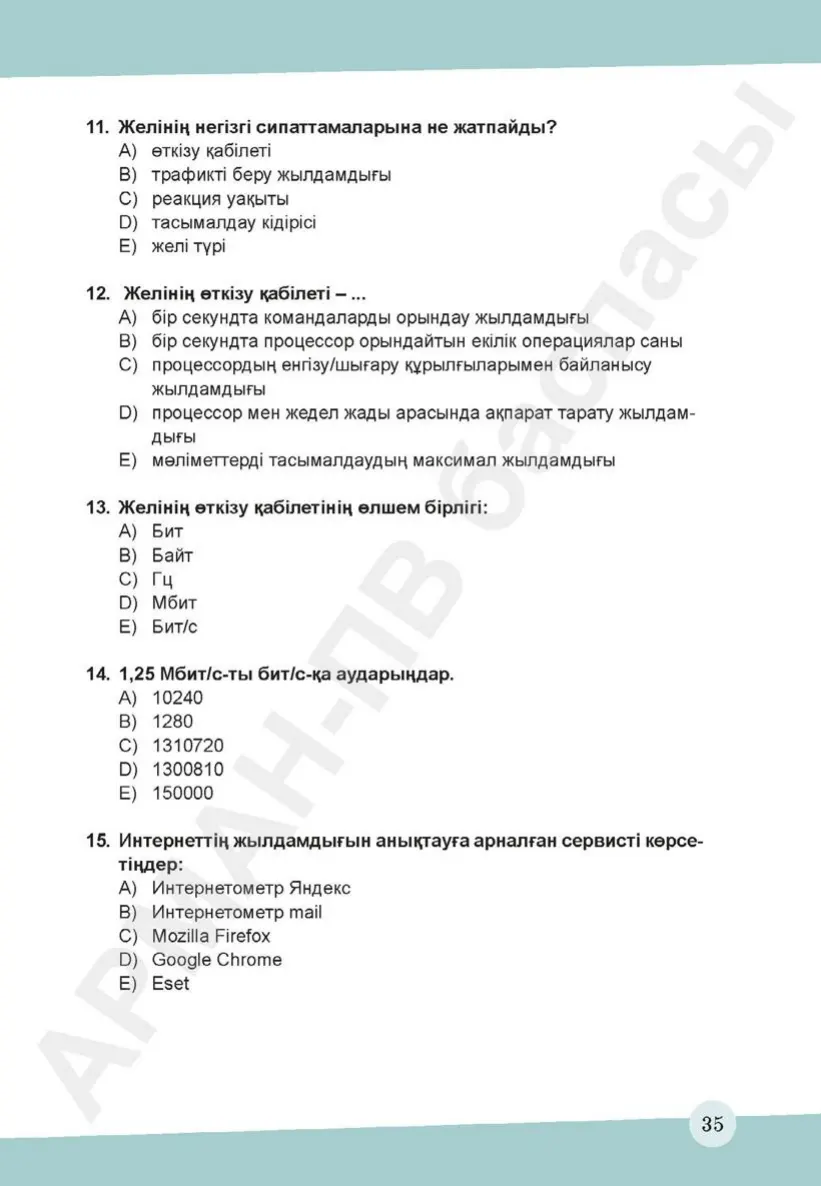 11. Желінің негізгі сипаттамаларына не жатпайды?
A) өткізу қабілеті
B) трафикті беру жылдамдығы
C) реакция уақыты
D) тасымалдау кідірісі
E) желі түрі
12. Желінің өткізу қабілеті – ...
A) бір секундта командаларды орындау жылдамдығы
B) бір секундта процессор орындайтын екілік операциялар саны
C) процессордың енгізу/шығару құрылғыларымен байланысу
жылдамдығы
D) процессор мен жедел жады арасында ақпарат тарату жылдам-
дығы
E) мәліметтерді тасымалдаудың максимал жылдамдығы
13. Желінің өткізу қабілетінің өлшем бірлігі:
A) Бит
B) Байт
C) Гц
D) Мбит
E) Бит/с
14. 1,25 Мбит/с-ты бит/с-қа аударыңдар.
A) 10240
B) 1280
C) 1310720
D) 1300810
E) 150000
15. Интернеттің жылдамдығын анықтауға арналған сервисті көрсе-
тіңдер:
A) Интернетометр Яндекс
B) Интернетометр mail
C) Mozilla Firefox
D) Google Chrome
E) Eset
АРМАН-ПВ баспасы
35